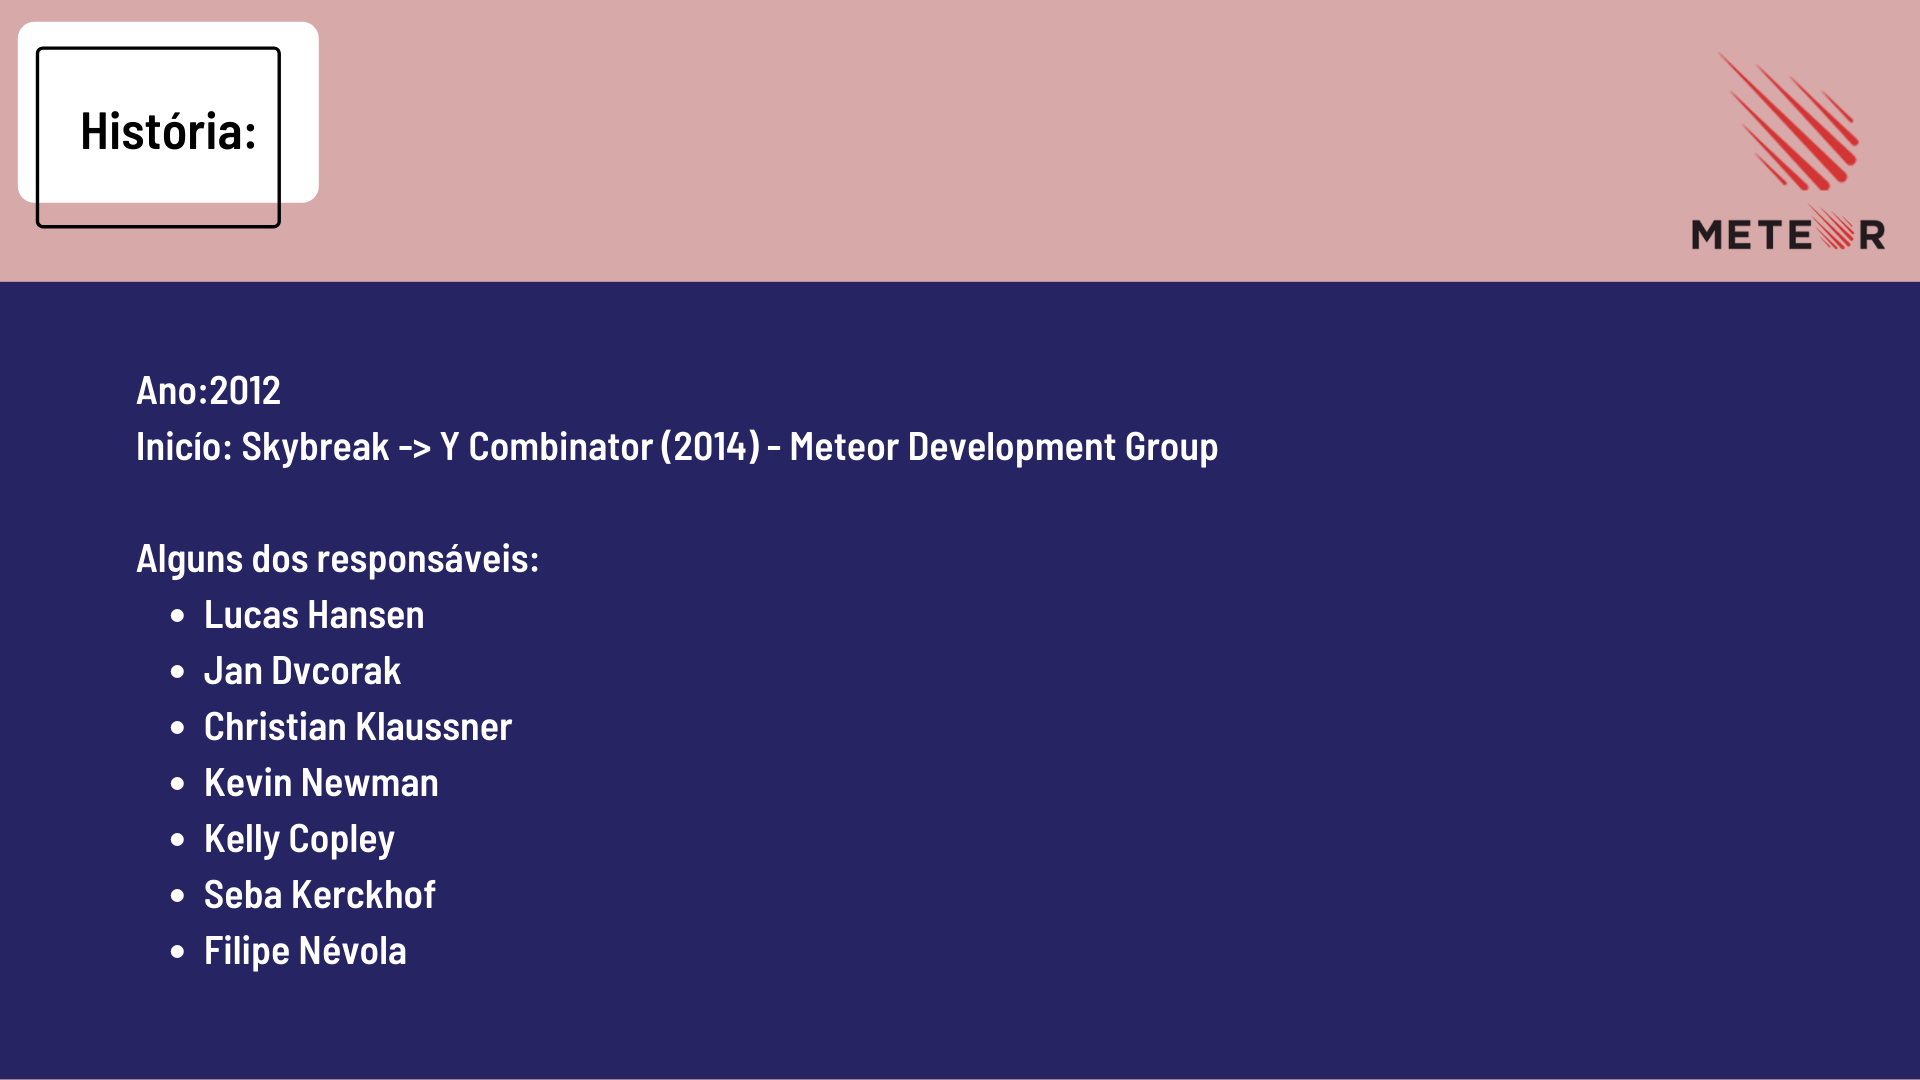 História:
METEOR
Ano:2012
Inicío: Skybreak -> Y Combinator (2014) - Meteor Development Group
Alguns dos responsáveis:
• Lucas Hansen
• Jan Dvcorak
• Christian Klaussner
• Kevin Newman
• Kelly Copley
• Seba Kerckhof
• Filipe Névola